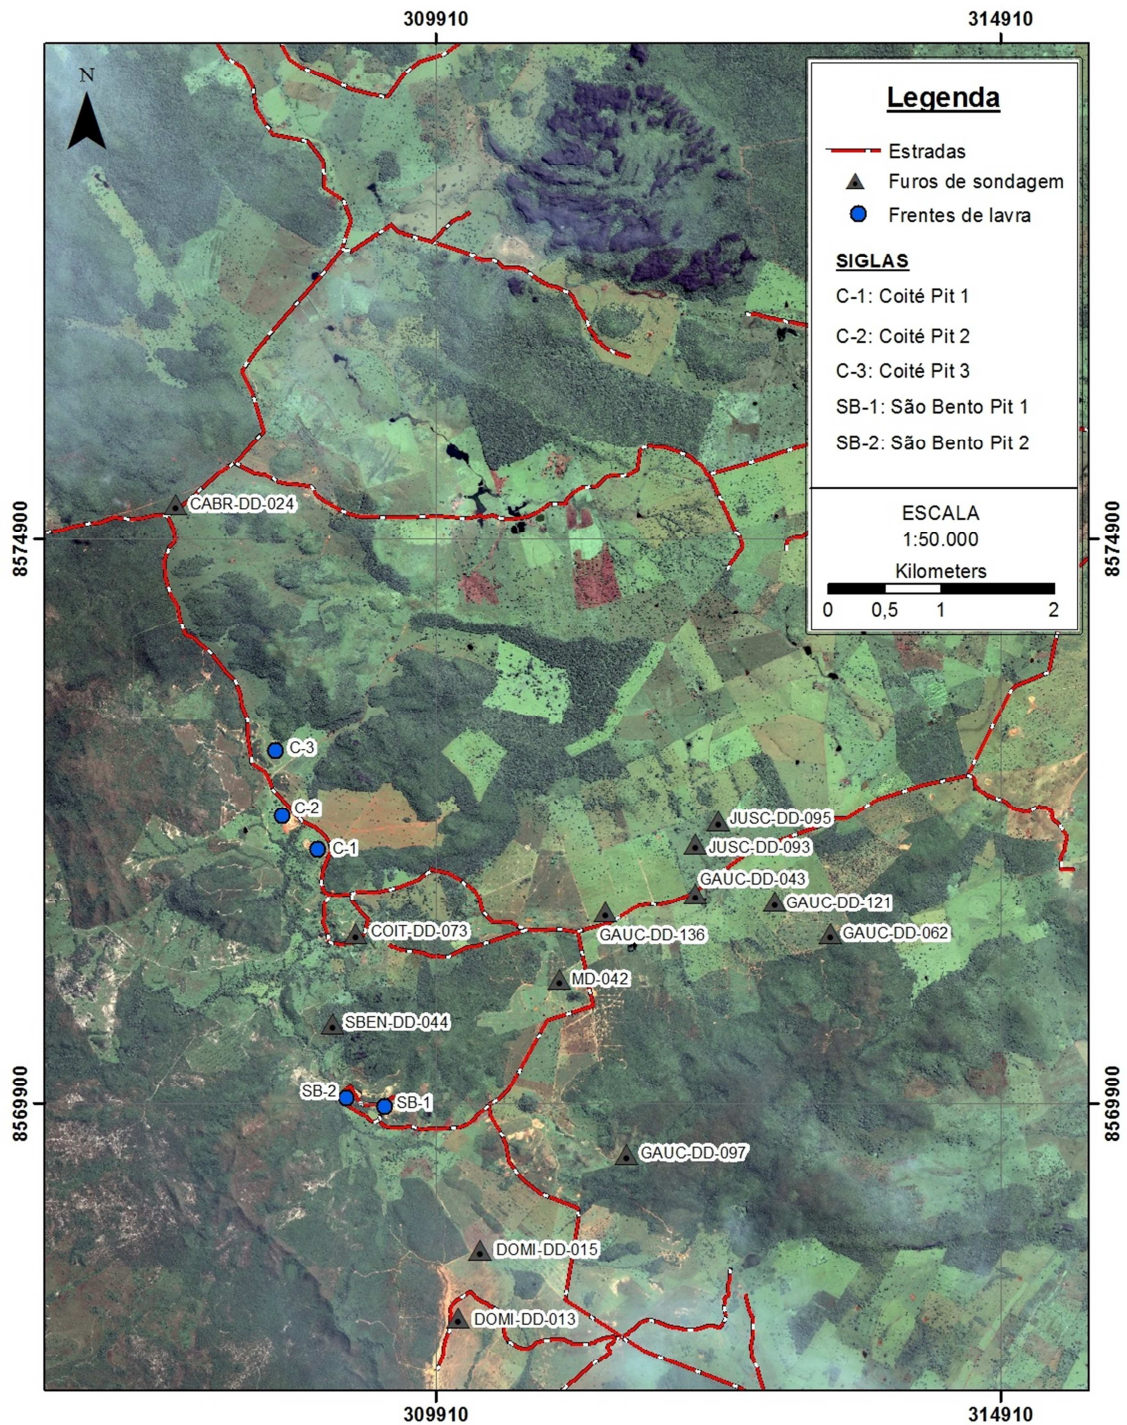 309910
314910
N
Legenda
Estradas
Furos de sondagem
Frentes de lavra
SIGLAS
C-1: Coité Pit 1
C-2: Coité Pit 2
C-3: Coité Pit 3
SB-1: São Bento Pit 1
SB-2: São Bento Pit 2
ESCALA
1:50.000
Kilometers
0 0,5 1 2
CABR-DD-024
8574900
8574900
C-3
C-2
C-1
JUSC-DD-095
JUSC-DD-093
GAUC-DD-043
GAUC-DD-121
COIT-DD-073
GAUC-DD-136
GAUC-DD-062
MD-042
SBEN-DD-044
SB-2
SB-1
8569900
8569900
GAUC-DD-097
DOMI-DD-015
DOMI-DD-013
309910
314910